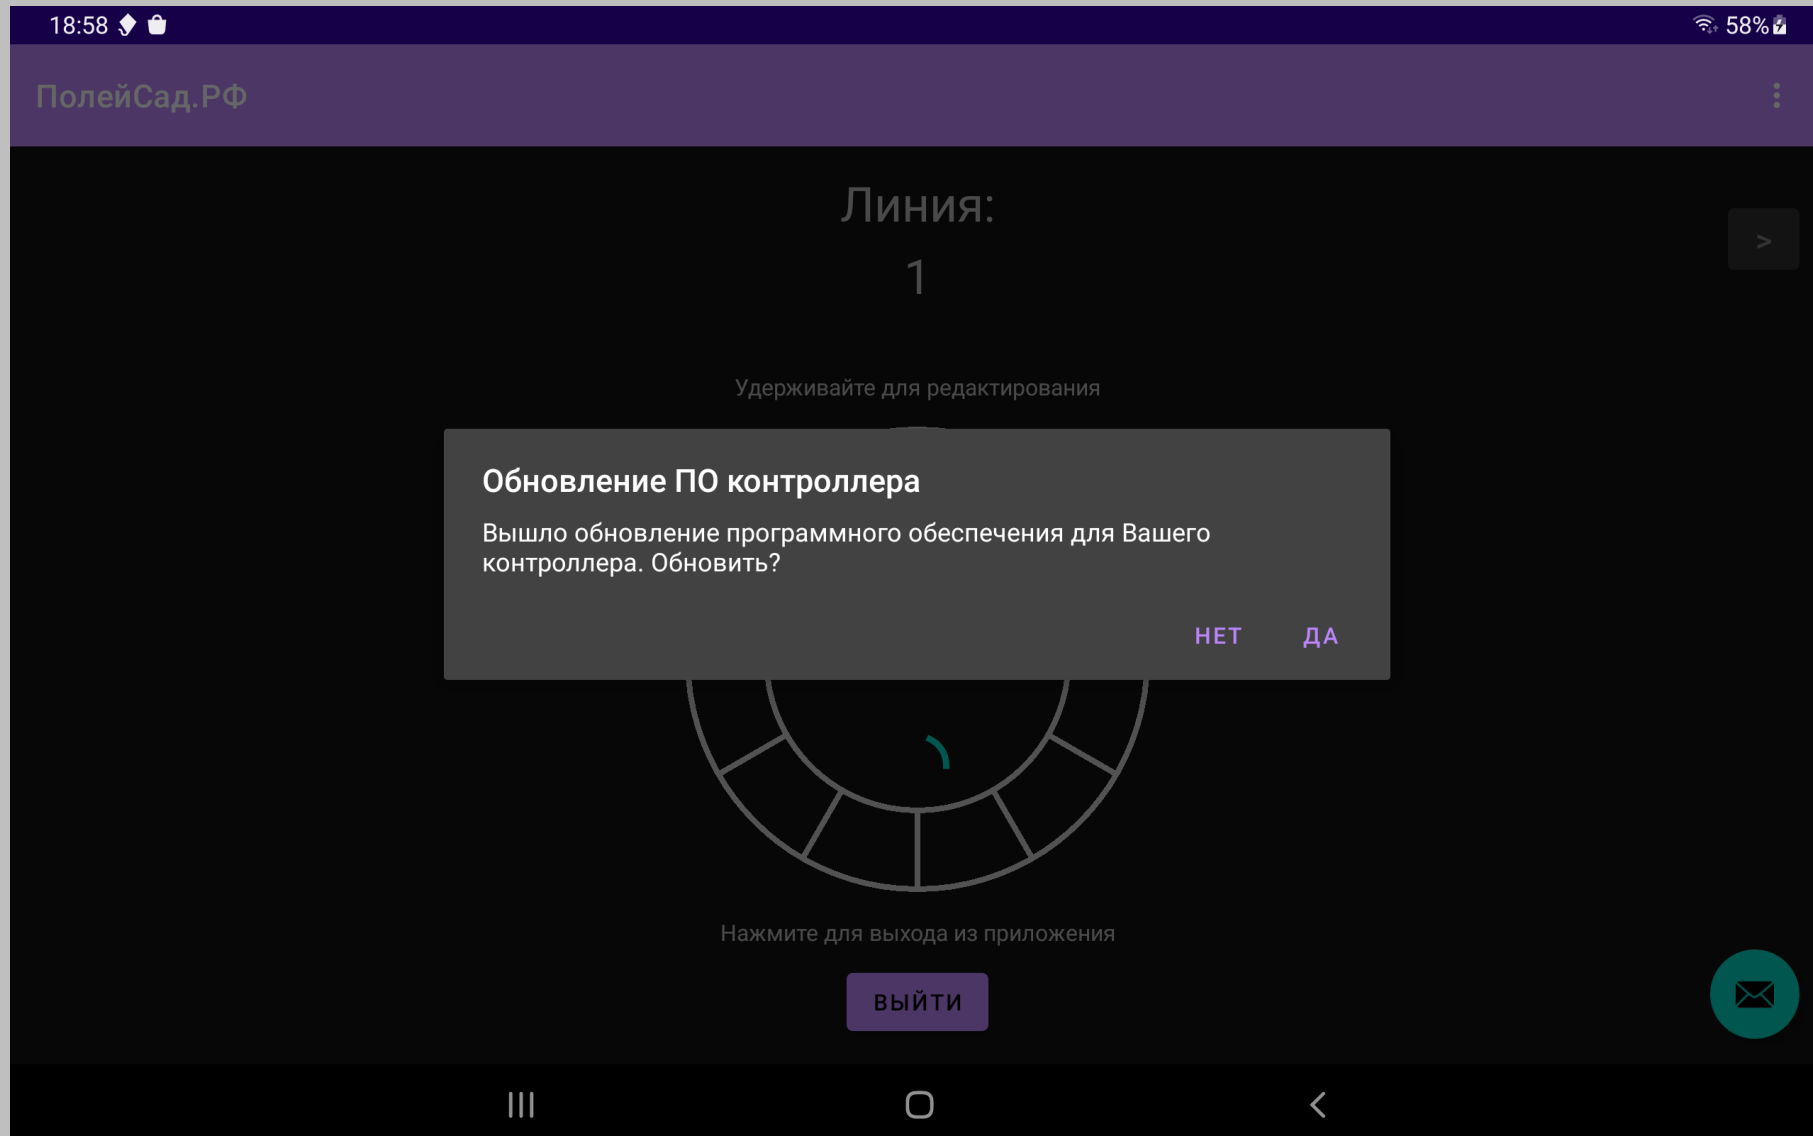 18:58
58%
ПолейСад.РФ
Линия:
1
>
Удерживайте для редактирования
Обновление ПО контроллера
Вышло обновление программного обеспечения для Вашего
контроллера. Обновить?
НЕТ ДА
Нажмите для выхода из приложения
ВЫЙТИ